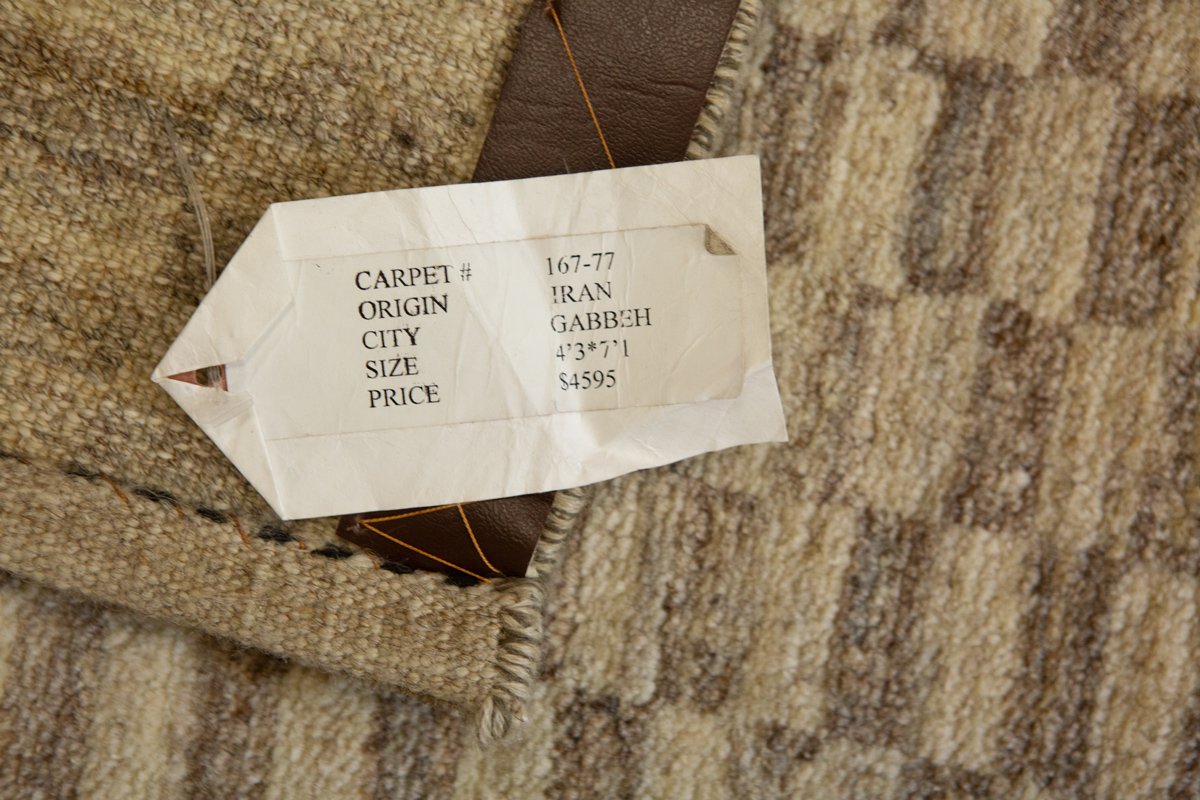 CARPET # 167-77
ORIGIN IRAN
CITY GABBEH
SIZE 4'3*7'1
PRICE $4595